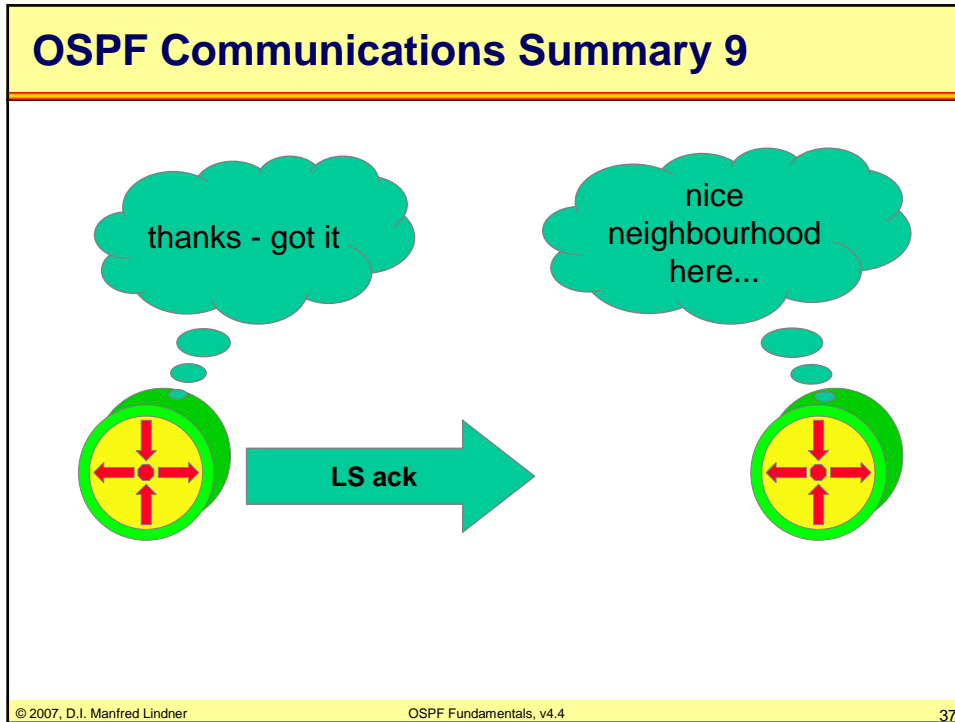 OSPF Communications Summary 9
thanks - got it
nice
neighbourhood
here...
LS ack
© 2007, D.I. Manfred Lindner
OSPF Fundamentals, v4.4
37